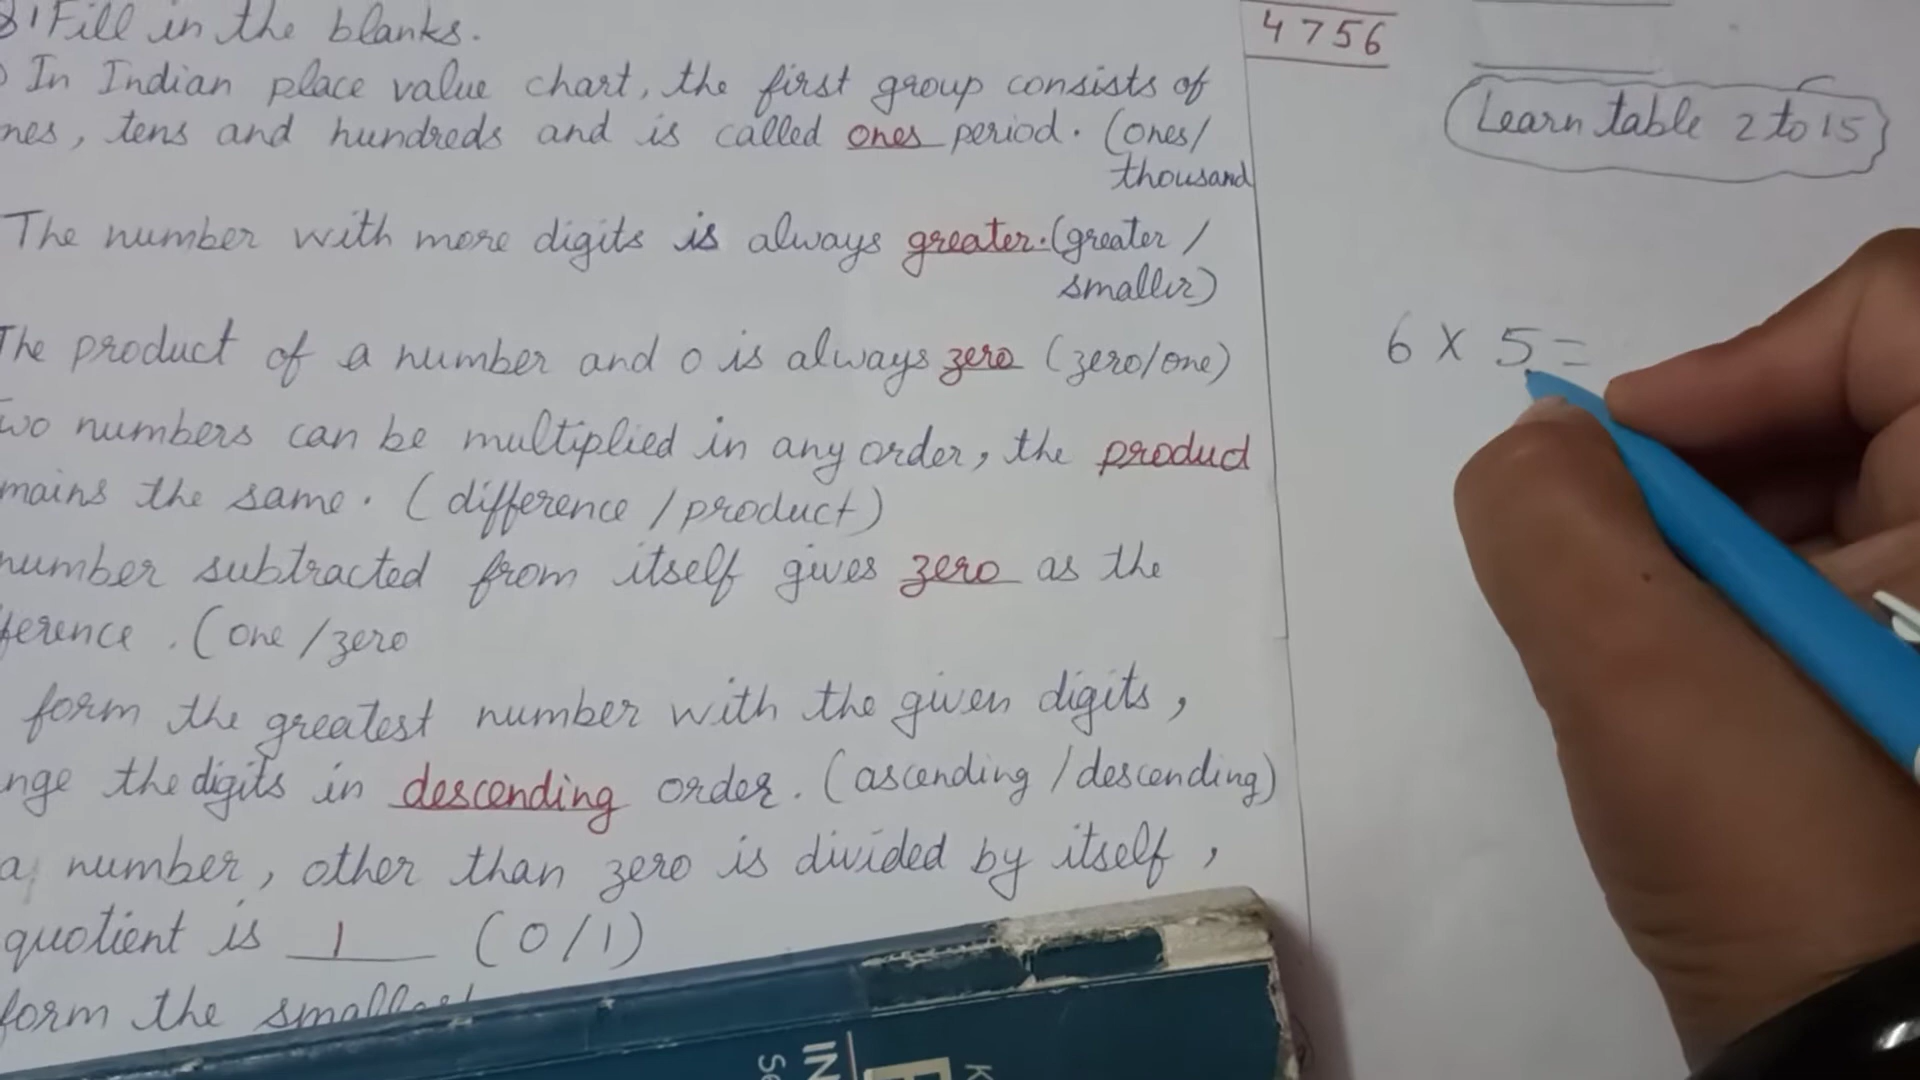 Fill in the blanks.
In Indian place value chart, the first group consists of
nes, tens and hundreds and is called ones period. (ones/
thousand
The number with more digits is always greater. (greater /
smaller)
The product of a number and 0 is always zero (zero/one)
wo numbers can be multiplied in any order, the product
mains the same. (difference / product)
number subtracted from itself gives zero as the
ference. (one /zero
form the greatest number with the given digits,
nge the digits in descending order. (ascending /descending)
a number, other than zero is divided by itself,
quotient is 1 (0/1)
form the smallest
4756
Learn table 2 to 15
6 x 5 =
IN